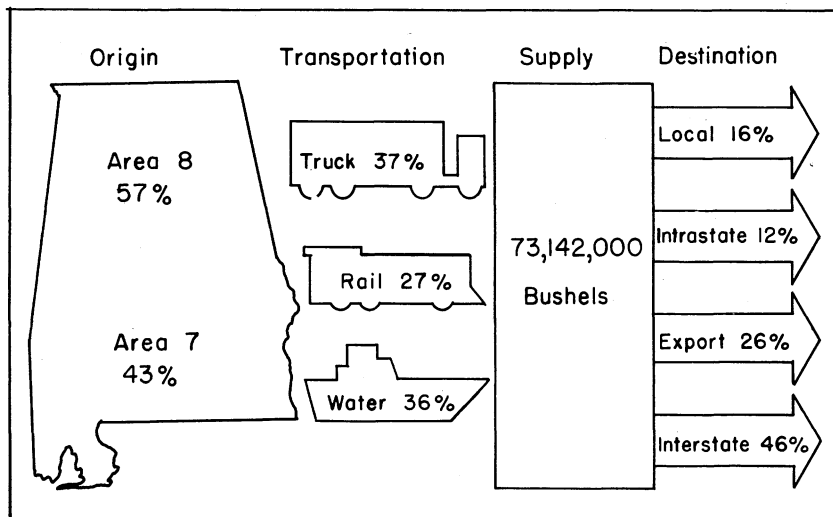 Origin
Transportation
Supply
Destination
Area 8
57%
Area 7
43%
Truck 37%
Rail 27%
Water 36%
73,142,000
Bushels
Local 16%
Intrastate 12%
Export 26%
Interstate 46%